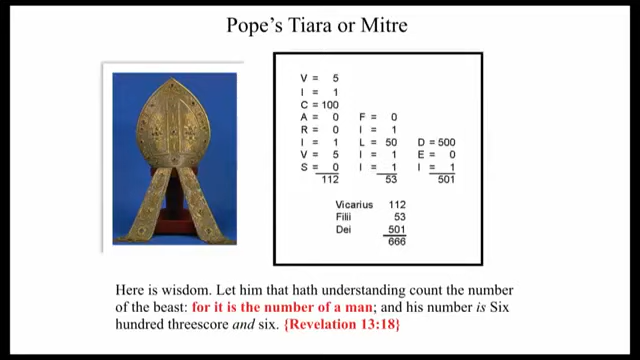 Pope's Tiara or Mitre
V = 5
I = 1
C = 100
A = 0 F = 0
R = 0 I = 1
I = 1 L = 50 D = 500
V = 5 I = 1 E = 0
S = 0 I = 1 I = 1
112 53 501
Vicarius 112
Filii 53
Dei 501
666
Here is wisdom. Let him that hath understanding count the number
of the beast: for it is the number of a man; and his number is Six
hundred threescore and six. {Revelation 13:18}